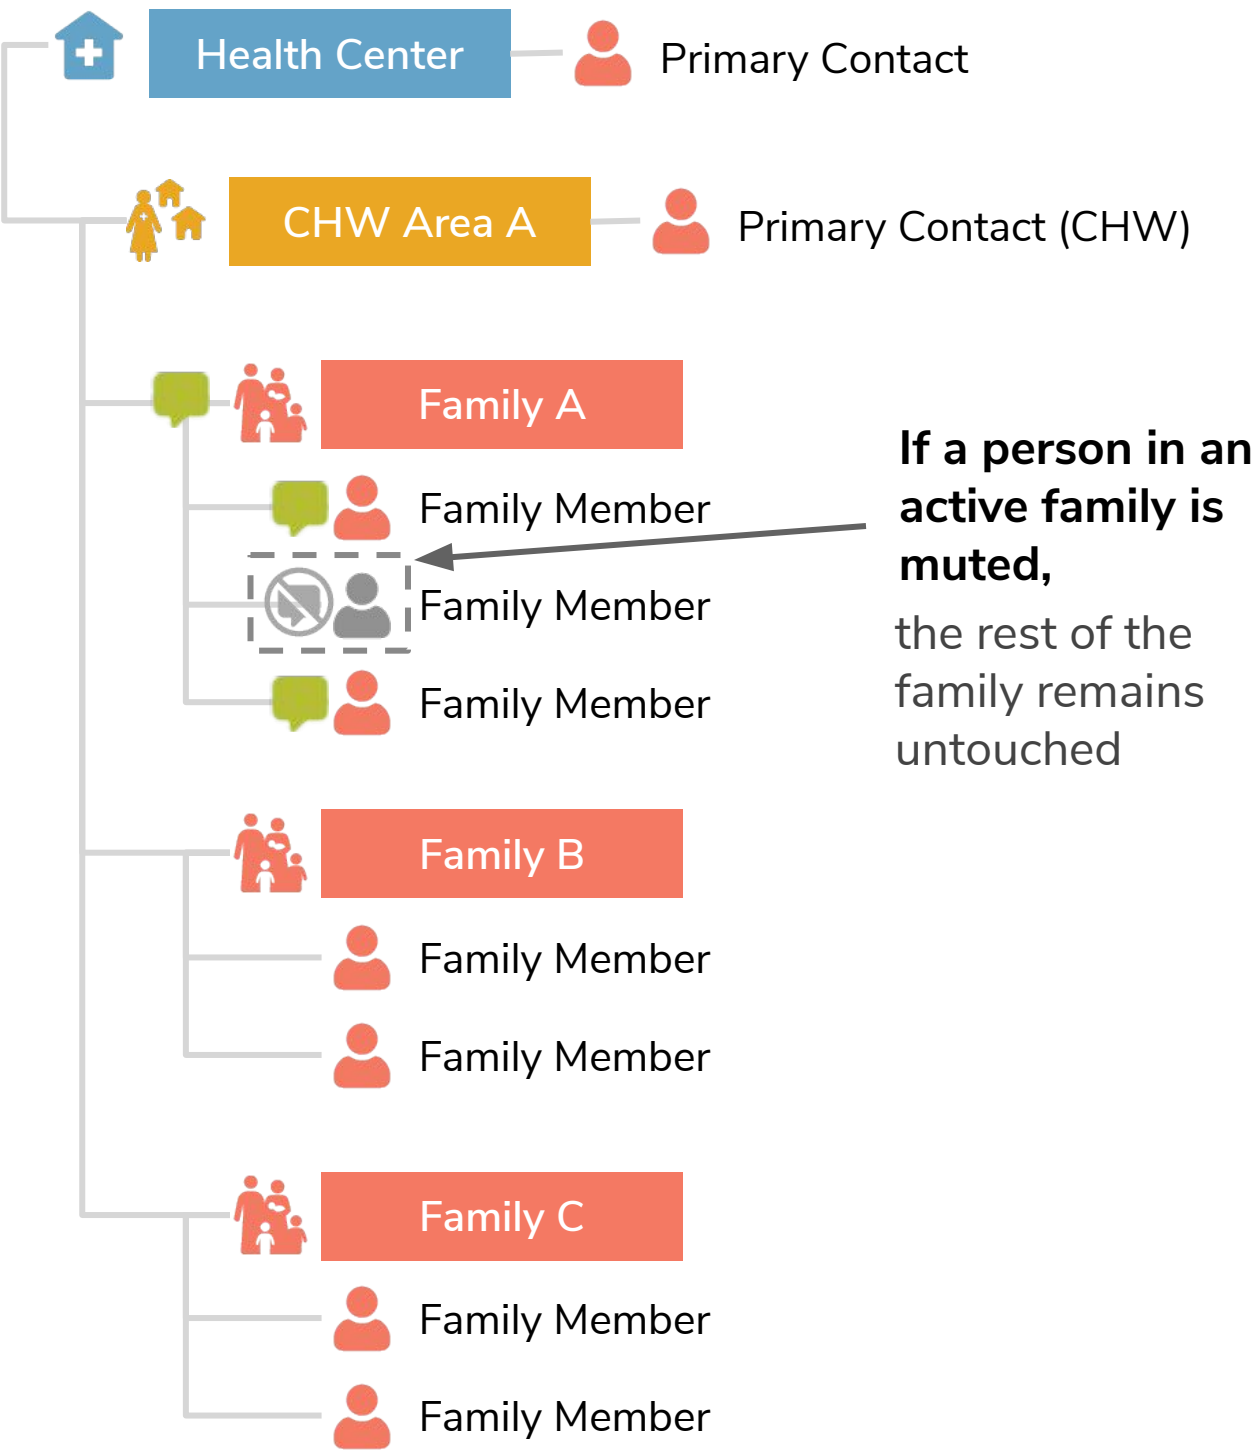 Health Center
Primary Contact
CHW Area A
Primary Contact (CHW)
Family A
Family Member
Family Member
Family Member
If a person in an
active family is
muted,
the rest of the
family remains
untouched
Family B
Family Member
Family Member
Family C
Family Member
Family Member